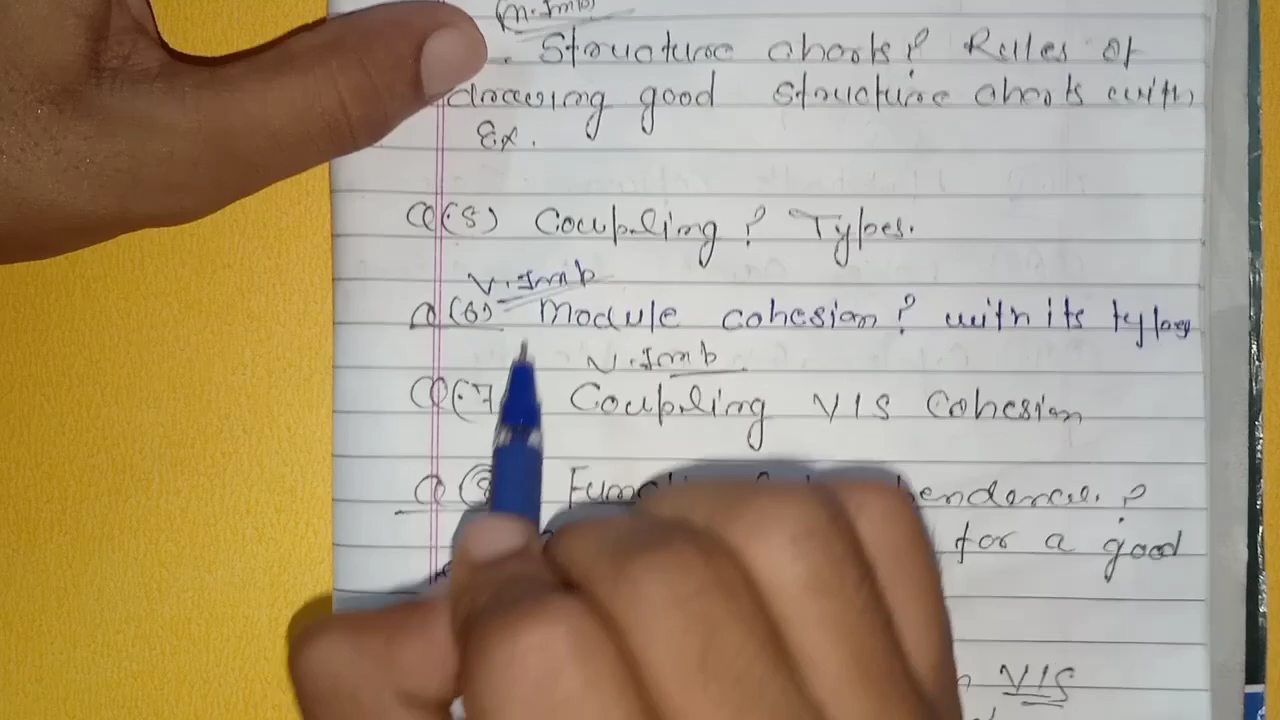 (m.Imp)
Structure charts? Rules of
drawing good structure charts with
Ex.
Q(5) Coupling? Types.
V.Imp
Q(6) Module cohesion? with its types
V.Imp
Q(7 Coupling V/S Cohesion
Q(8
for a good
V/S